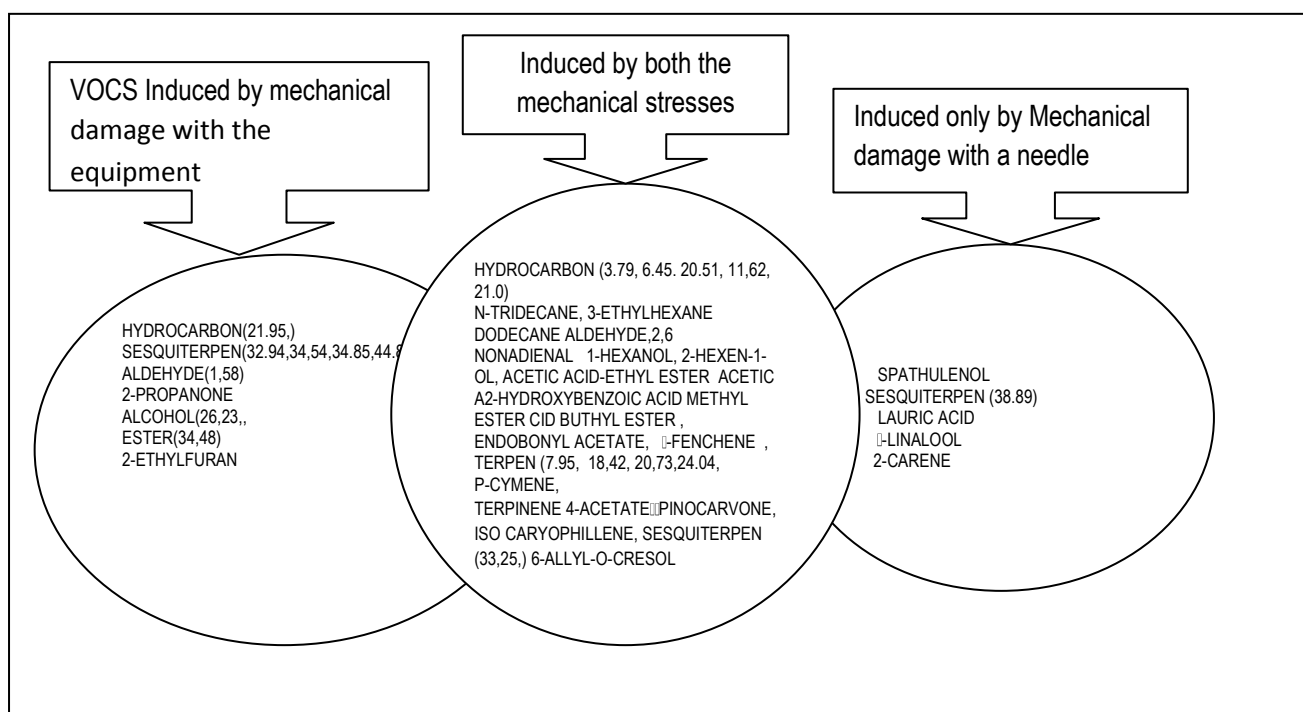 VOCS Induced by mechanical
damage with the
equipment
Induced by both the
mechanical stresses
Induced only by Mechanical
damage with a needle
HYDROCARBON(21.95,)
SESQUITERPEN(32.94,34,54,34.85,44.8
ALDEHYDE(1,58)
2-PROPANONE
ALCOHOL(26,23,,
ESTER(34,48)
2-ETHYLFURAN
HYDROCARBON (3.79, 6.45. 20.51, 11,62,
21.0)
N-TRIDECANE, 3-ETHYLHEXANE
DODECANE ALDEHYDE,2,6
NONADIENAL 1-HEXANOL, 2-HEXEN-1-
OL, ACETIC ACID-ETHYL ESTER ACETIC
A2-HYDROXYBENZOIC ACID METHYL
ESTER CID BUTHYL ESTER ,
ENDOBONYL ACETATE, -FENCHENE ,
TERPEN (7.95, 18,42, 20,73,24.04,
P-CYMENE,
TERPINENE 4-ACETATE PINOCARVONE,
ISO CARYOPHILLENE, SESQUITERPEN
(33,25,) 6-ALLYL-O-CRESOL
SPATHULENOL
SESQUITERPEN (38.89)
LAURIC ACID
-LINALOOL
2-CARENE